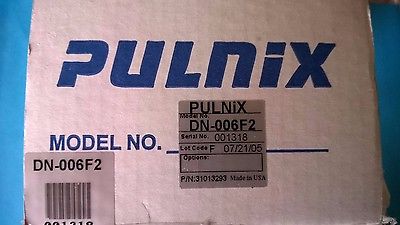 PULNiX
PULNiX
Model No.
DN-006F2
Serial No. 001318
Lot Code F 07/21/05
Options:
P/N:31013293 Made in USA
MODEL NO.
DN-006F2
001318